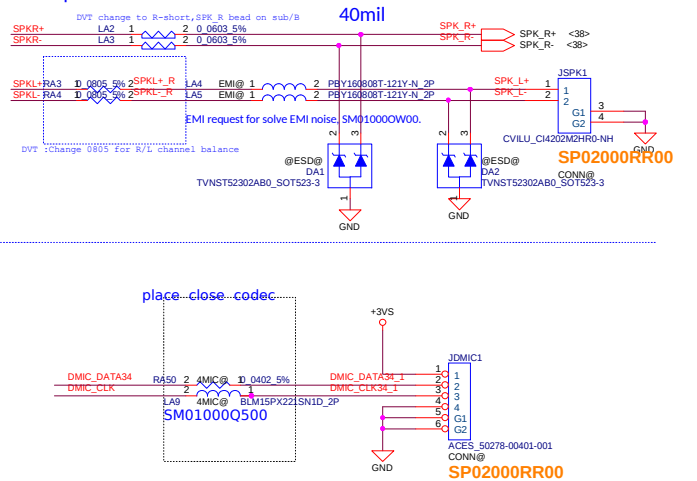 40mil
DVT change to R-short,SPK_R bead on sub/B
SPKR+ LA2 1 2 0_0603_5% SPK_R+ SPK_R+ <38>
SPKR- LA3 1 2 0_0603_5% SPK_R- SPK_R- <38>
JSPK1
SPKL+ RA3 1 0_0805_5% 2 SPKL+_R LA4 EMI@ 1 2 PBY160808T-121Y-N_2P SPK_L+ 1 1
SPKL- RA4 1 0_0805_5% 2 SPKL-_R LA5 EMI@ 1 2 PBY160808T-121Y-N_2P SPK_L- 2 2
G1 3
G2 4
EMI request for solve EMI noise, SM01000OW00.
2 3 2 3
CVILU_CI4202M2HR0-NH
GND
DVT :Change 0805 for R/L channel balance
@ESD@ @ESD@ SP02000RR00
DA1 DA2 CONN@
TVNST52302AB0_SOT523-3 TVNST52302AB0_SOT523-3
1 1
GND GND
place close codec
+3VS
JDMIC1
1 1
DMIC_DATA34 RA50 2 4MIC@ 1 0_0402_5% DMIC_DATA34_1 2 2
DMIC_CLK 2 1 DMIC_CLK34_1 3 3
LA9 4MIC@ BLM15PX221SN1D_2P 4 4
SM01000Q500 5 G1
6 G2
ACES_50278-00401-001
CONN@
GND
SP02000RR00